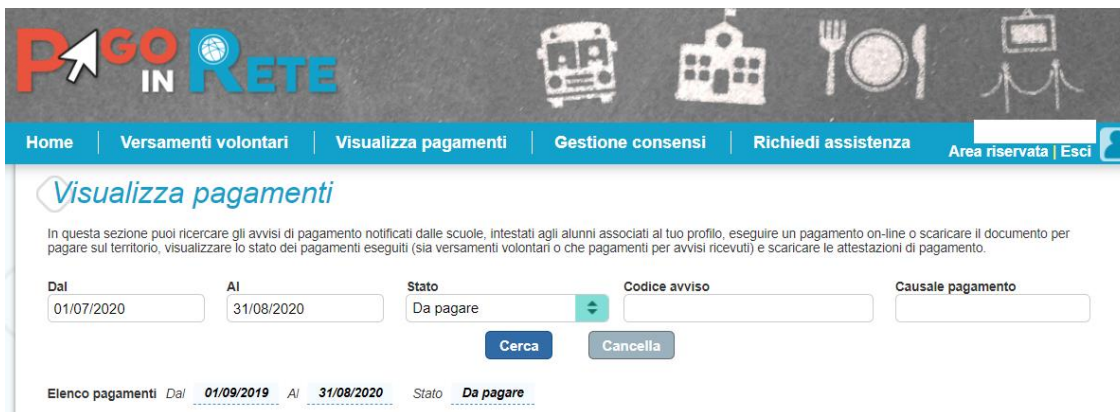 PAGO
IN RETE
Home Versamenti volontari Visualizza pagamenti Gestione consensi Richiedi assistenza Area riservata | Esci
Visualizza pagamenti
In questa sezione puoi ricercare gli avvisi di pagamento notificati dalle scuole, intestati agli alunni associati al tuo profilo, eseguire un pagamento on-line o scaricare il documento per
pagare sul territorio, visualizzare lo stato dei pagamenti eseguiti (sia versamenti volontari o che pagamenti per avvisi ricevuti) e scaricare le attestazioni di pagamento.
Dal Al Stato Codice avviso Causale pagamento
01/07/2020 31/08/2020 Da pagare
Cerca Cancella
Elenco pagamenti Dal 01/09/2019 Al 31/08/2020 Stato Da pagare